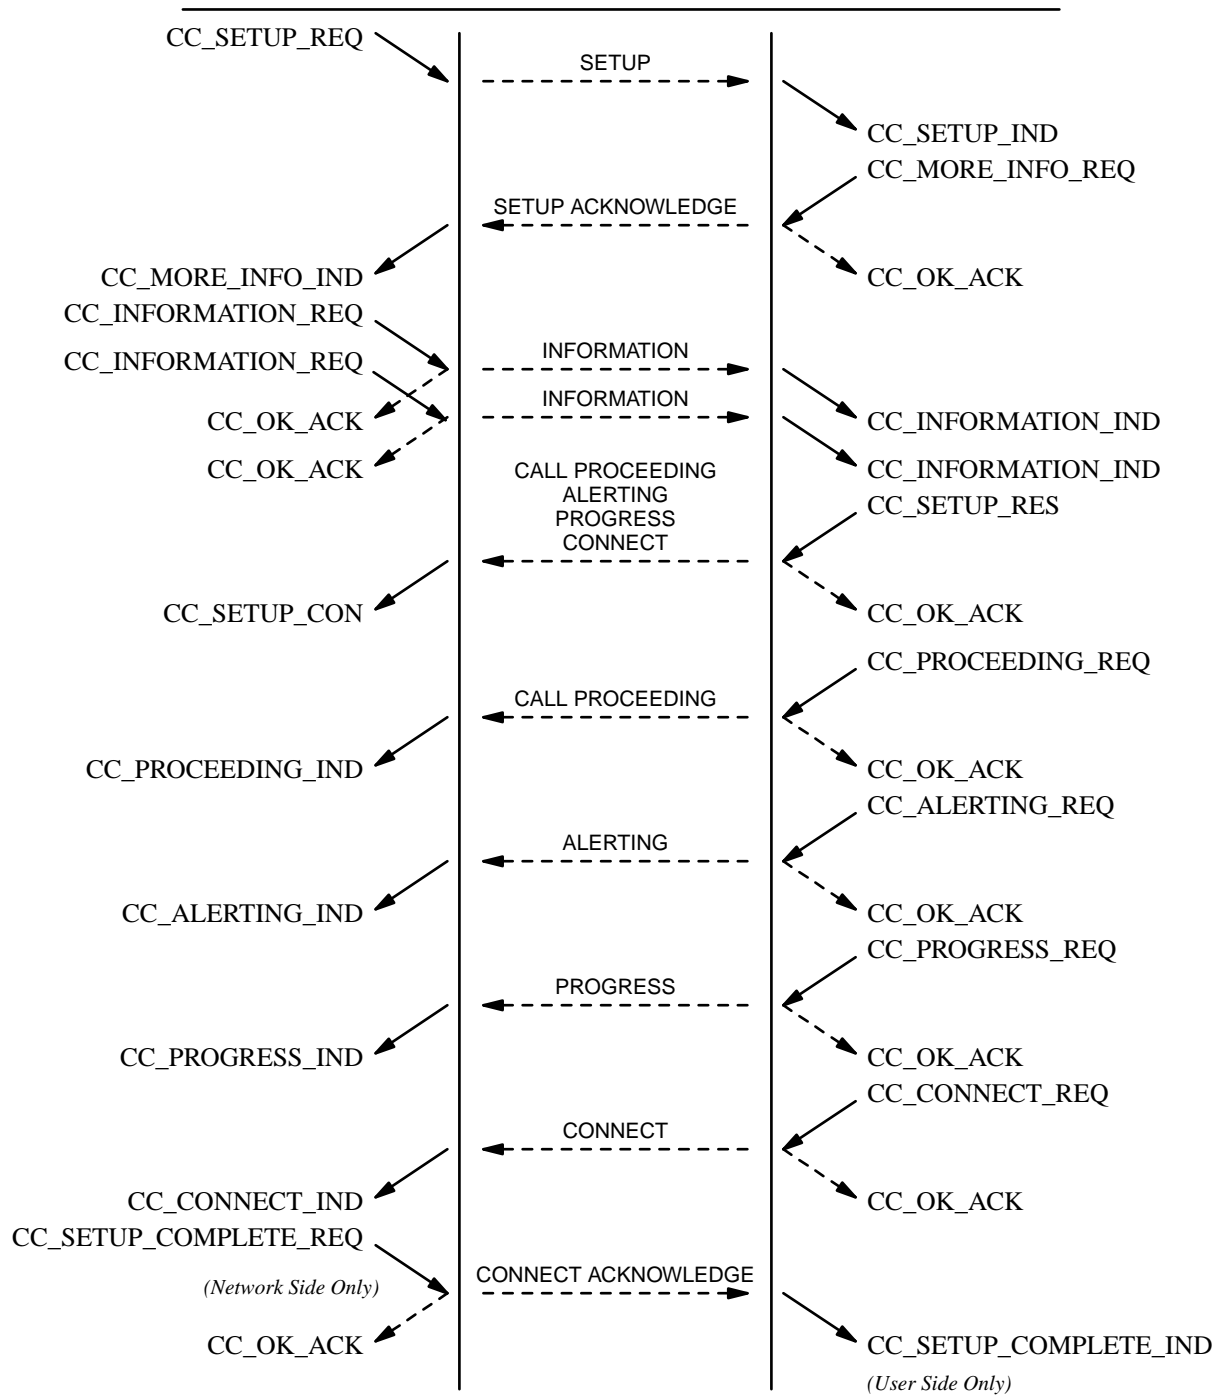 CC_SETUP_REQ
SETUP
CC_SETUP_IND
CC_MORE_INFO_REQ
SETUP ACKNOWLEDGE
CC_MORE_INFO_IND
CC_OK_ACK
CC_INFORMATION_REQ
INFORMATION
CC_INFORMATION_REQ
INFORMATION
CC_OK_ACK
CC_INFORMATION_IND
CC_OK_ACK
CC_INFORMATION_IND
CALL PROCEEDING
ALERTING
PROGRESS
CONNECT
CC_SETUP_RES
CC_SETUP_CON
CC_OK_ACK
CC_PROCEEDING_REQ
CALL PROCEEDING
CC_PROCEEDING_IND
CC_OK_ACK
CC_ALERTING_REQ
ALERTING
CC_ALERTING_IND
CC_OK_ACK
CC_PROGRESS_REQ
PROGRESS
CC_PROGRESS_IND
CC_OK_ACK
CC_CONNECT_REQ
CONNECT
CC_CONNECT_IND
CC_OK_ACK
CC_SETUP_COMPLETE_REQ
(Network Side Only)
CONNECT ACKNOWLEDGE
CC_OK_ACK
CC_SETUP_COMPLETE_IND
(User Side Only)